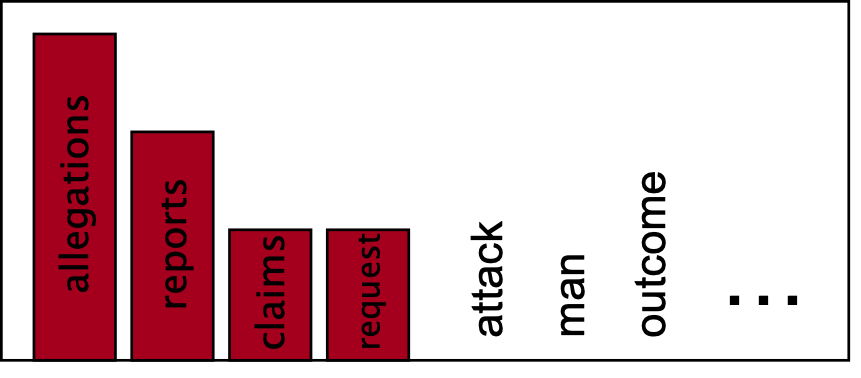 allegations
reports
claims
request
attack
man
outcome
...